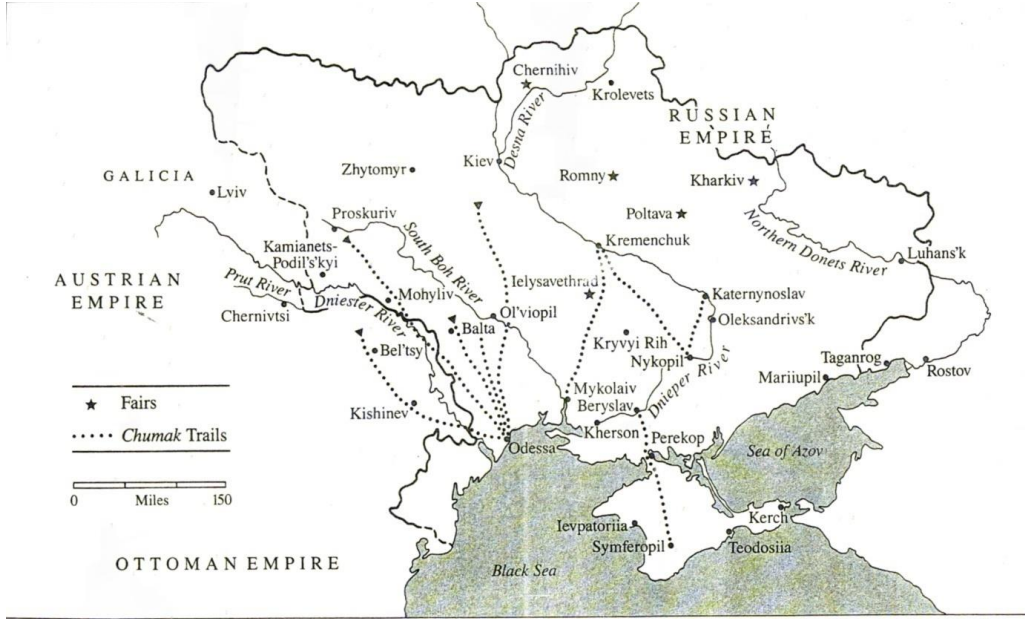 Chernihiv
Krolevets
Desna River
RUSSIAN
EMPIRE
Kiev
Zhytomyr
GALICIA
Lviv
Romny
Kharkiv
Proskuriv
Poltava
South Boh River
Northern Donets River
Kamianets-
Podil's'kyi
Kremenchuk
Luhans'k
AUSTRIAN
EMPIRE
Prut River
Ielysavethrad
Dniester River
Mohyliv
Katernynoslav
Chernivtsi
Ol'viopil
Oleksandrivs'k
Balta
Kryvyi Rih
Bel'tsy
Nykopil
Taganrog
Rostov
Mariiupil
Dnieper River
Fairs
Mykolaiv
Beryslav
Kishinev
Kherson
Chumak Trails
Odessa
Perekop
Sea of Azov
0 Miles 150
Kerch
Ievpatoriia
Symferopil
Teodosiia
OTTOMAN EMPIRE
Black Sea